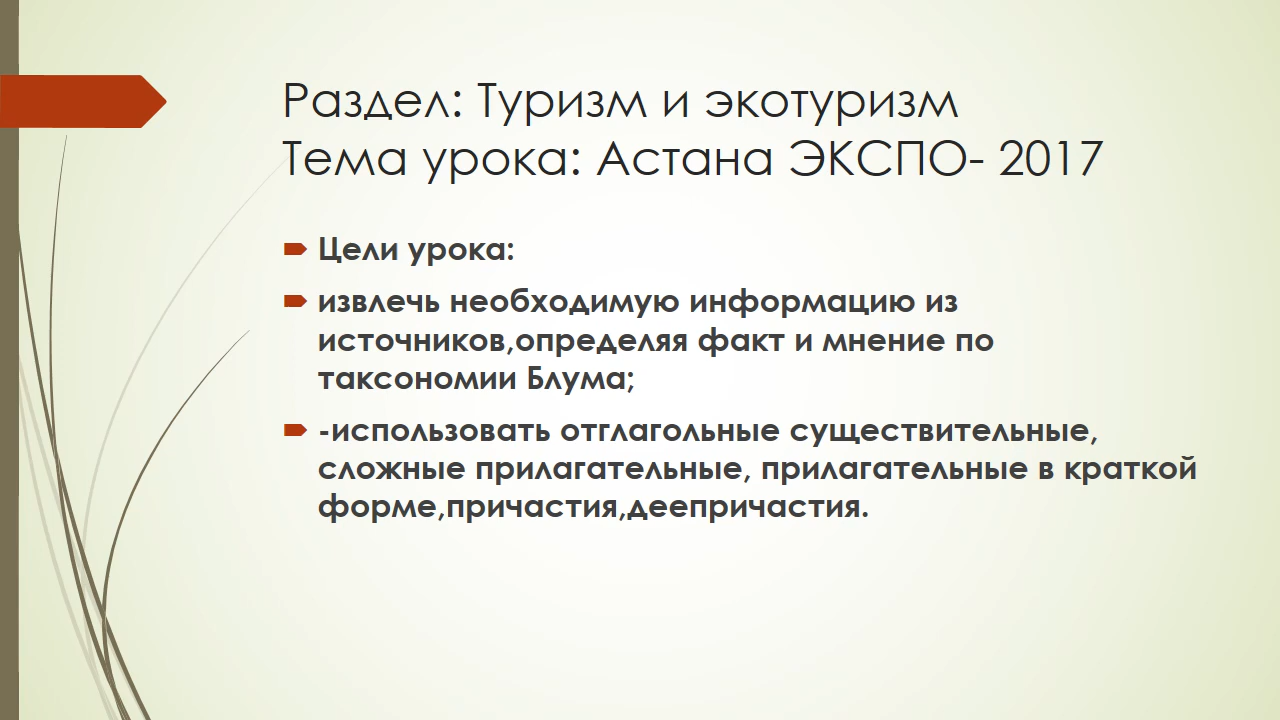 Раздел: Туризм и экотуризм
Тема урока: Астана ЭКСПО- 2017
Цели урока:
извлечь необходимую информацию из
источников,определяя факт и мнение по
таксономии Блума;
-использовать отглагольные существительные,
сложные прилагательные, прилагательные в краткой
форме,причастия,деепричастия.